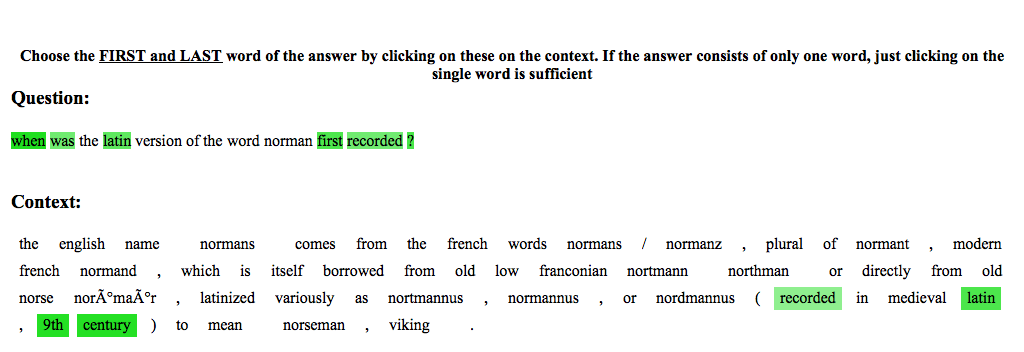 Choose the FIRST and LAST word of the answer by clicking on these on the context. If the answer consists of only one word, just clicking on the
single word is sufficient
Question:
when was the latin version of the word norman first recorded ?
Context:
the english name normans comes from the french words normans / normanz , plural of normant , modern
french normand , which is itself borrowed from old low franconian nortmann northman or directly from old
norse norÃºmaÃºr , latinized variously as nortmannus , normannus , or nordmannus ( recorded in medieval latin
, 9th century ) to mean norseman , viking .